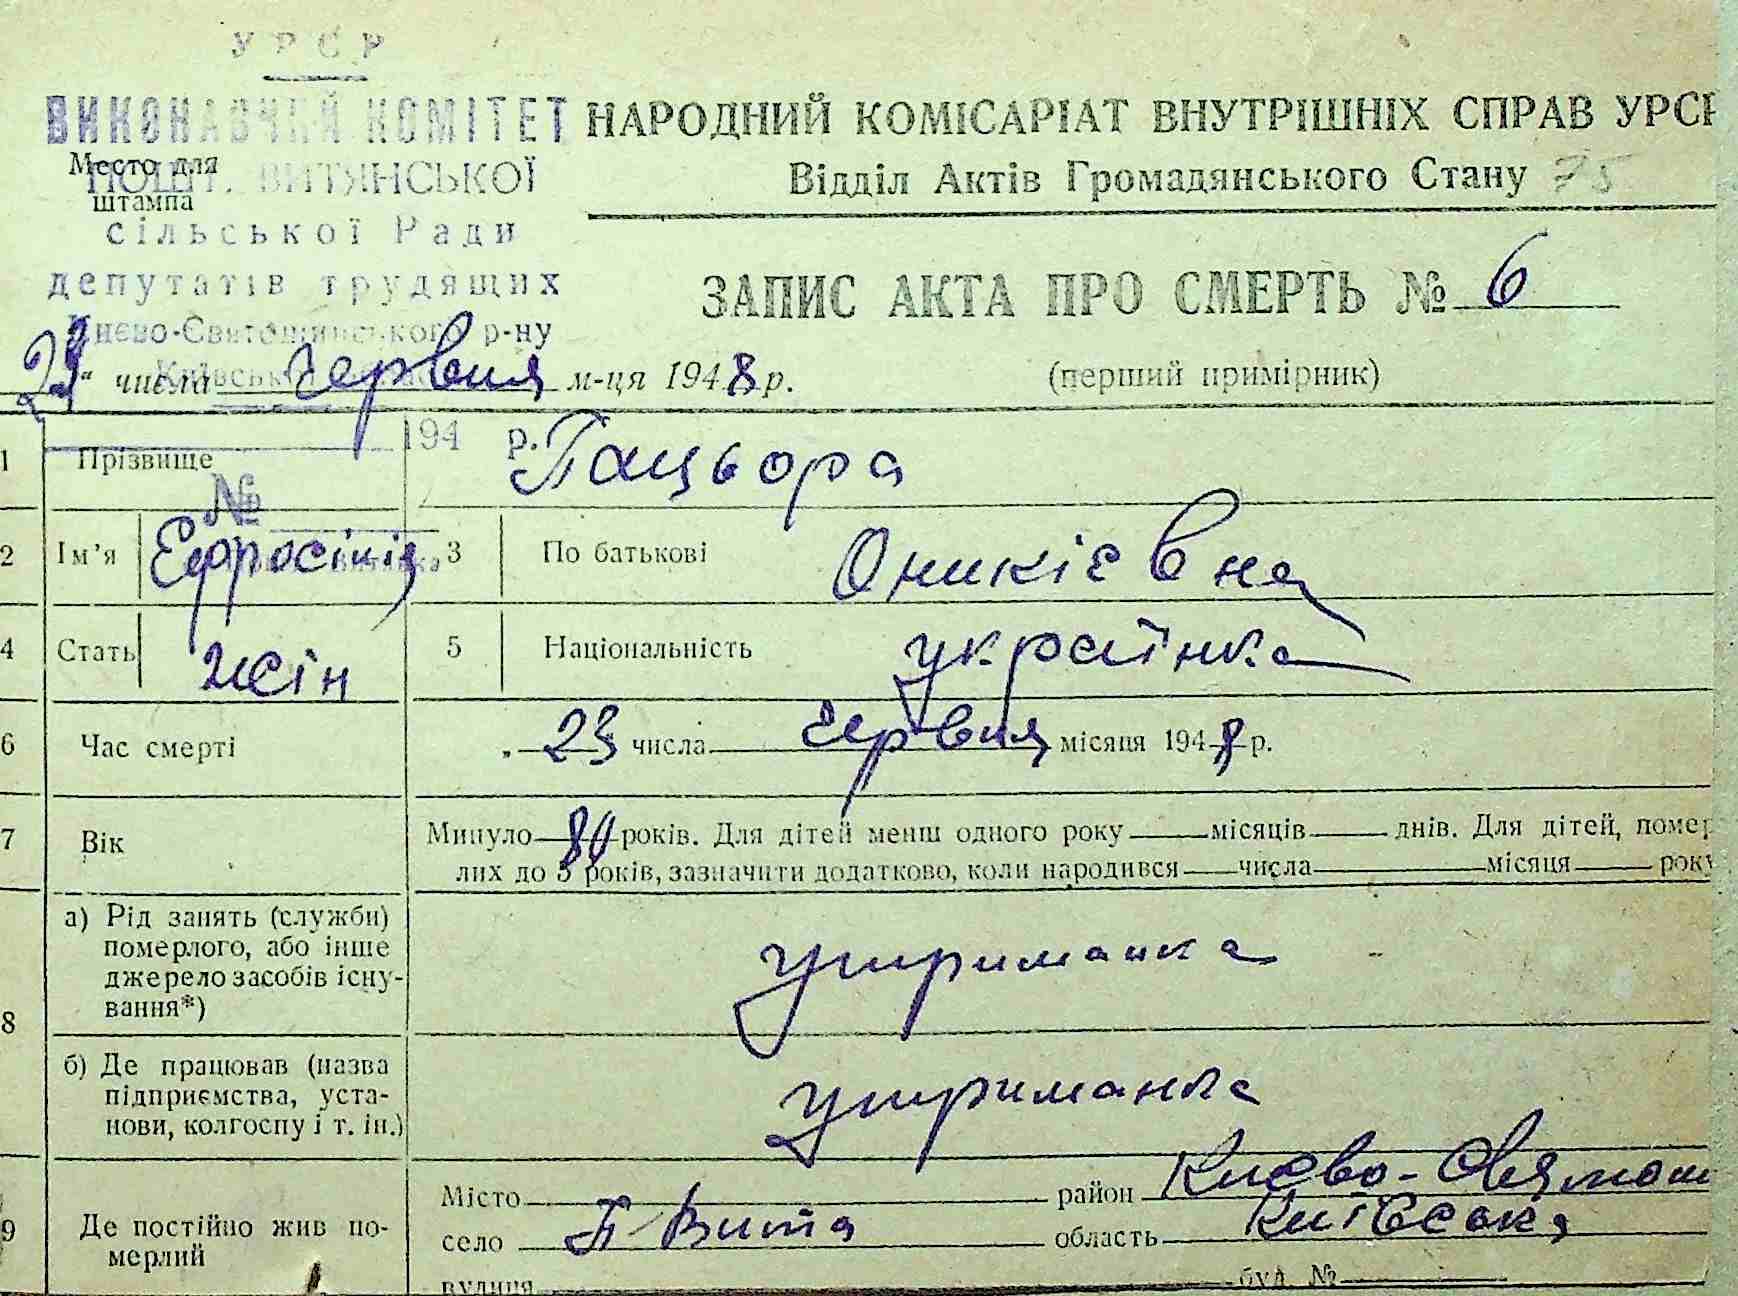 УРСР
ВИКОНАВЧИЙ КОМІТЕТ
НАРОДНИЙ КОМІСАРІАТ ВНУТРІШНІХ СПРАВ УРСР
Место для штампа
ПОШТ. ВИТЯНСЬКОЇ
Відділ Актів Громадянського Стану 75
сільської Ради
депутатів трудящих
ЗАПИС АКТА ПРО СМЕРТЬ № 6
Києво-Святошинського р-ну
Київської
(перший примірник)
" числа червня м-ця 1948 р.
194 р.
1 Прізвище Пацьора
№
2 Ім'я Ефросінія 3 По батькові Оникієвна
4 Стать жін 5 Національність українка
6 Час смерті „ 23 числа червня місяця 1948 р.
7 Вік Минуло 80 років. Для дітей менш одного року місяців днів. Для дітей, помер
лих до 5 років, зазначити додатково, коли народився числа місяця року
8 а) Рід занять (служби)
померлого, або інше
джерело засобів існу-
вання*)
утриманка
б) Де працював (назва
підприємства, уста-
нови, колгоспу і т. ін.)
утриманка
9 Де постійно жив по-
мерлий
Місто район Києво-Святош
село П-Вита область Київська
вулиця буд №